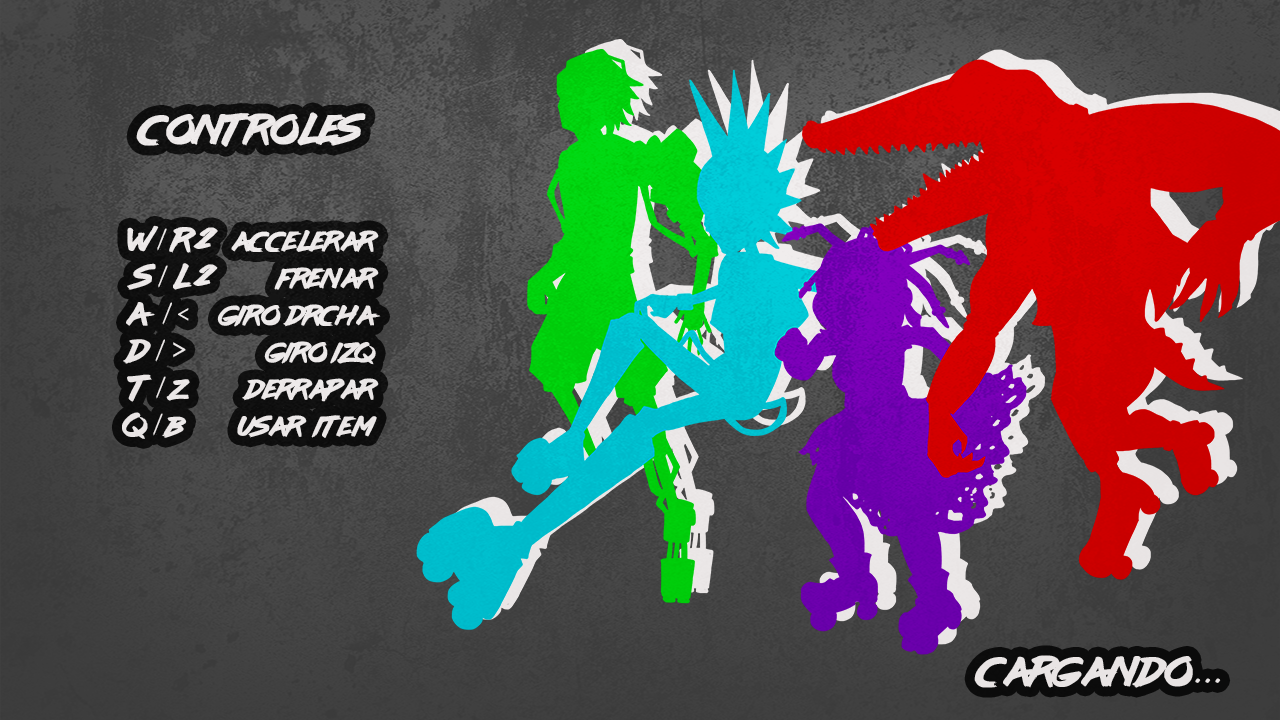 CONTROLES
W / R2 ACCELERAR
S / L2 FRENAR
A / < GIRO DRCHA
D / > GIRO IZQ
T / Z DERRAPAR
Q / B USAR ITEM
CARGANDO...